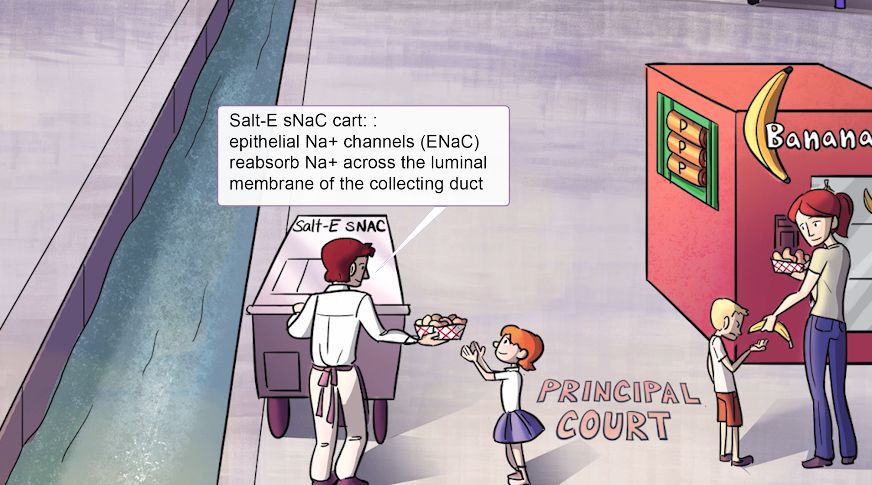 Salt-E sNaC cart: :
epithelial Na+ channels (ENaC)
reabsorb Na+ across the luminal
membrane of the collecting duct
Salt-E SNAC
P
P
P
Banana
PRINCIPAL
COURT